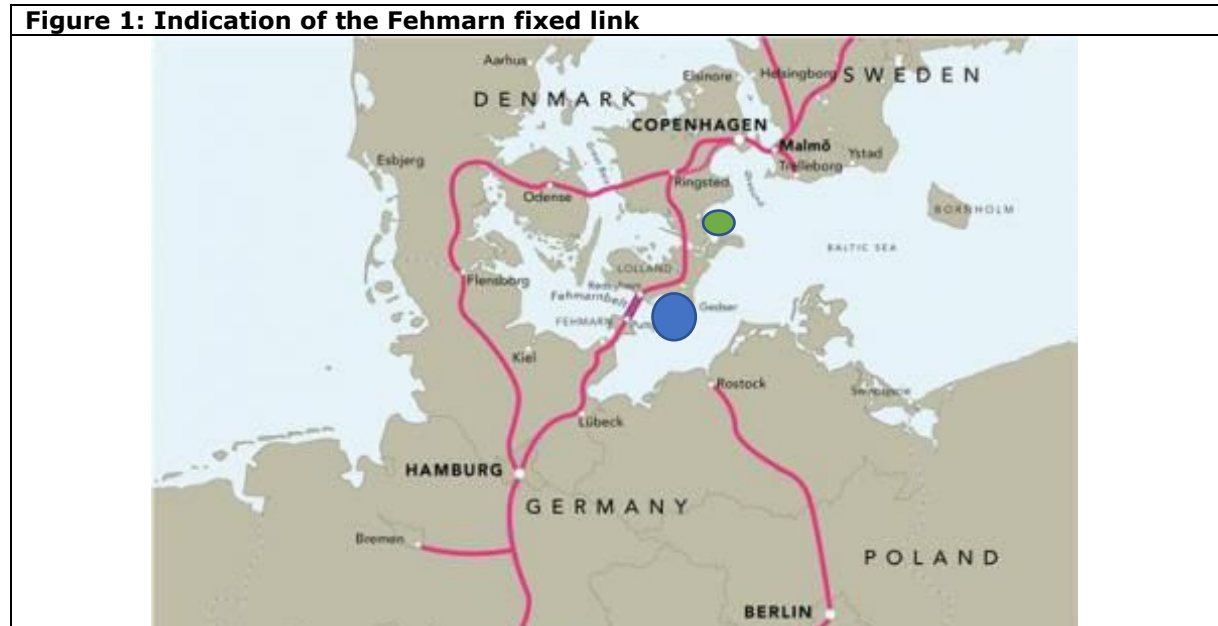 Figure 1: Indication of the Fehmarn fixed link
Aarhus
Elsinore
Helsingborg
SWEDEN
DENMARK
COPENHAGEN
Malmö
Ystad
Esbjerg
Trelleborg
Ringsted
Odense
BORNHOLM
BALTIC SEA
LOLLAND
Flensborg
Fehmarnbelt
Gedser
FEHMARN
Kiel
Rostock
Lübeck
HAMBURG
GERMANY
Bremen
POLAND
BERLIN